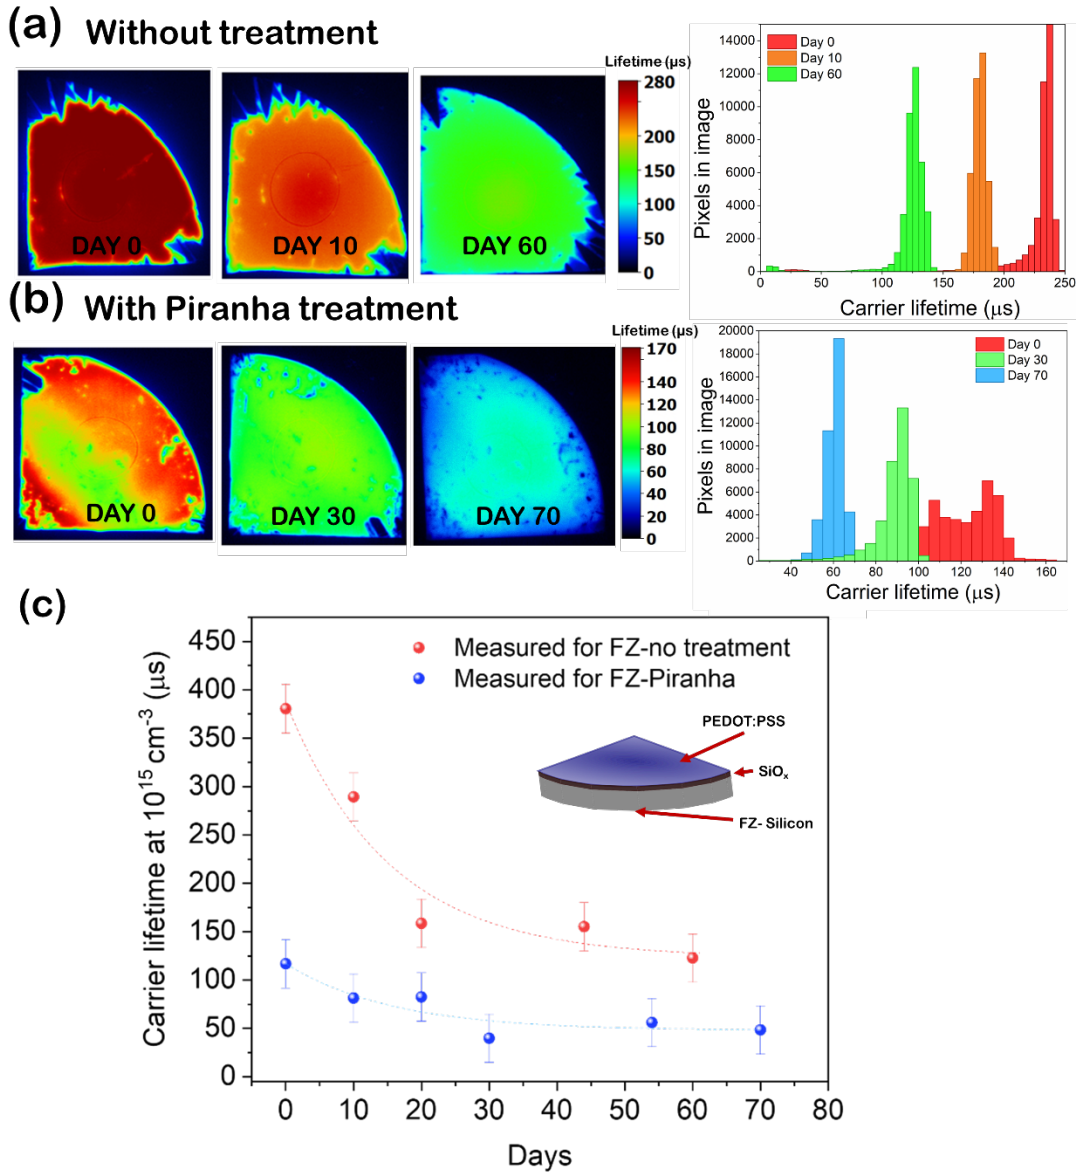 (a) Without treatment
Lifetime (µs)
280
250
200
150
100
50
0
DAY 0
DAY 10
DAY 60
Pixels in image
14000
12000
10000
8000
6000
4000
2000
0
Day 0
Day 10
Day 60
0 50 100 150 200 250
Carrier lifetime (µs)
(b) With Piranha treatment
Lifetime (µs)
170
160
140
120
100
80
60
40
20
0
DAY 0
DAY 30
DAY 70
Pixels in image
20000
18000
16000
14000
12000
10000
8000
6000
4000
2000
0
Day 0
Day 30
Day 70
40 60 80 100 120 140 160
Carrier lifetime (µs)
(c)
Carrier lifetime at 10¹⁵ cm⁻³ (µs)
450
400
350
300
250
200
150
100
50
0
Measured for FZ-no treatment
Measured for FZ-Piranha
PEDOT:PSS
SiOₓ
FZ- Silicon
0 10 20 30 40 50 60 70 80
Days